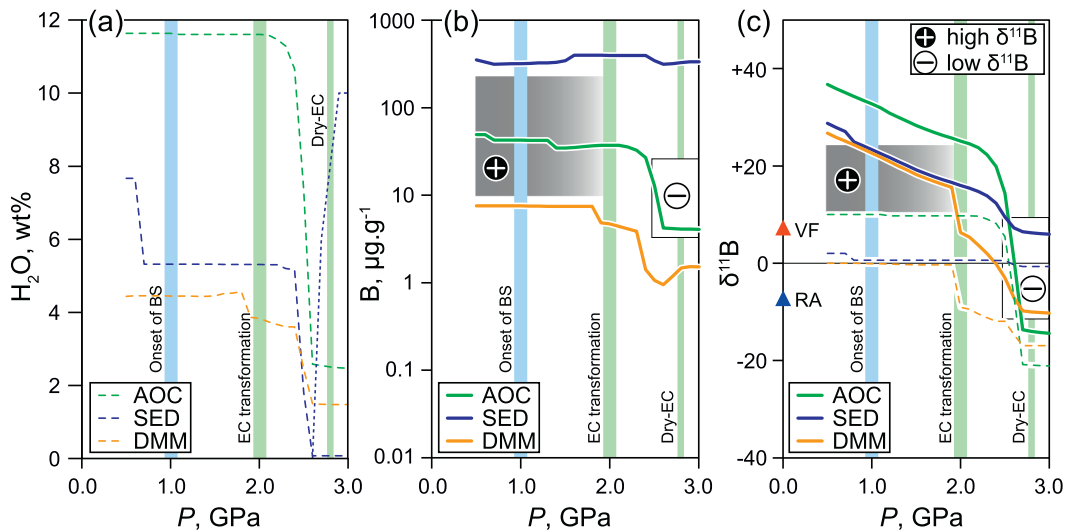 (a)
12
10
8
6
4
2
0
H₂O, wt%
Onset of BS
EC transformation
Dry-EC
AOC
SED
DMM
0.0 1.0 2.0 3.0
P, GPa
(b)
1000
100
10
1
0.1
0.01
B, µg.g⁻¹
+
−
Onset of BS
EC transformation
Dry-EC
AOC
SED
DMM
0.0 1.0 2.0 3.0
P, GPa
(c)
+ high δ¹¹B
− low δ¹¹B
+40
+20
0
-20
-40
δ¹¹B
+
−
VF
RA
Onset of BS
EC transformation
Dry-EC
AOC
SED
DMM
0.0 1.0 2.0 3.0
P, GPa